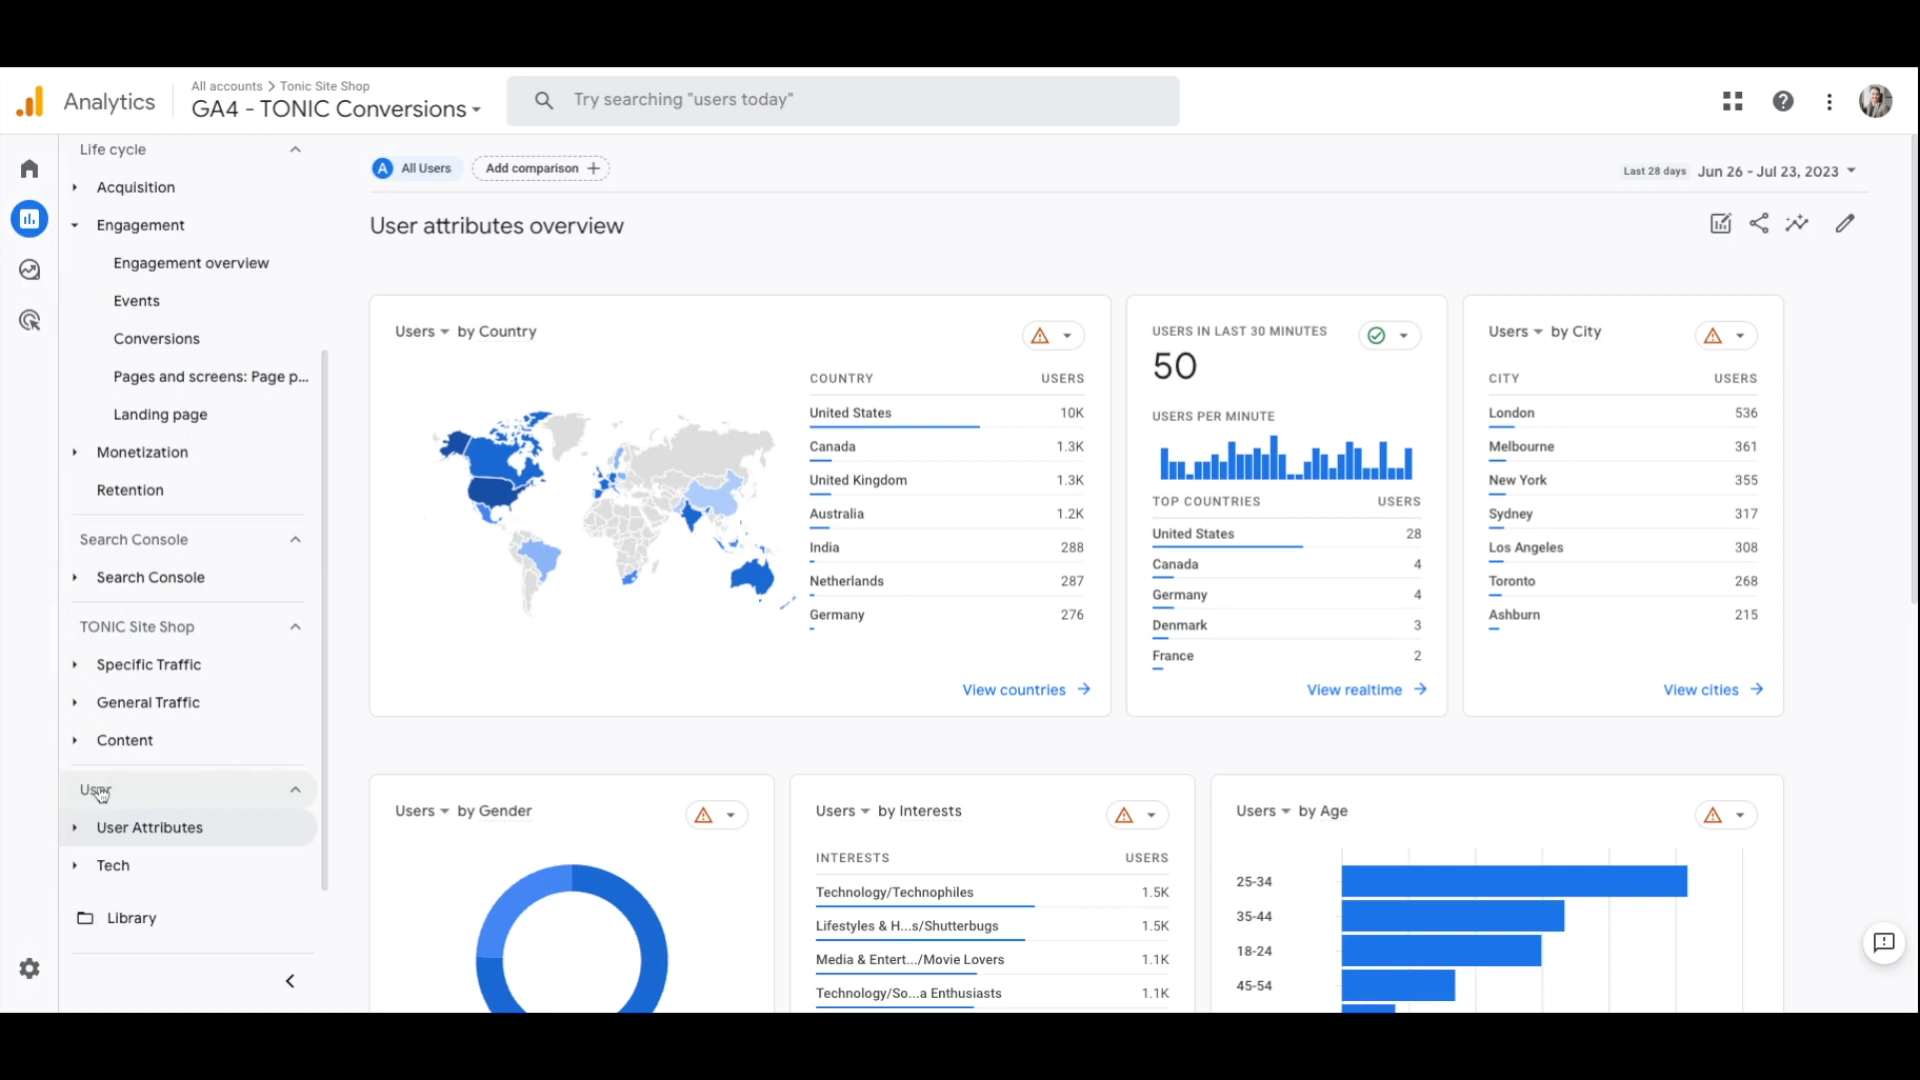 Analytics
All accounts > Tonic Site Shop
GA4 - TONIC Conversions
Try searching "users today"
Life cycle
Acquisition
Engagement
Engagement overview
Events
Conversions
Pages and screens: Page p...
Landing page
Monetization
Retention
Search Console
Search Console
TONIC Site Shop
Specific Traffic
General Traffic
Content
User
User Attributes
Tech
Library
A All Users
Add comparison +
Last 28 days Jun 26 - Jul 23, 2023
User attributes overview
Users by Country
COUNTRY USERS
United States 10K
Canada 1.3K
United Kingdom 1.3K
Australia 1.2K
India 288
Netherlands 287
Germany 276
View countries
USERS IN LAST 30 MINUTES
50
USERS PER MINUTE
TOP COUNTRIES USERS
United States 28
Canada 4
Germany 4
Denmark 3
France 2
View realtime
Users by City
CITY USERS
London 536
Melbourne 361
New York 355
Sydney 317
Los Angeles 308
Toronto 268
Ashburn 215
View cities
Users by Gender
Users by Interests
INTERESTS USERS
Technology/Technophiles 1.5K
Lifestyles & H...s/Shutterbugs 1.5K
Media & Entert.../Movie Lovers 1.1K
Technology/So...a Enthusiasts 1.1K
Users by Age
25-34
35-44
18-24
45-54